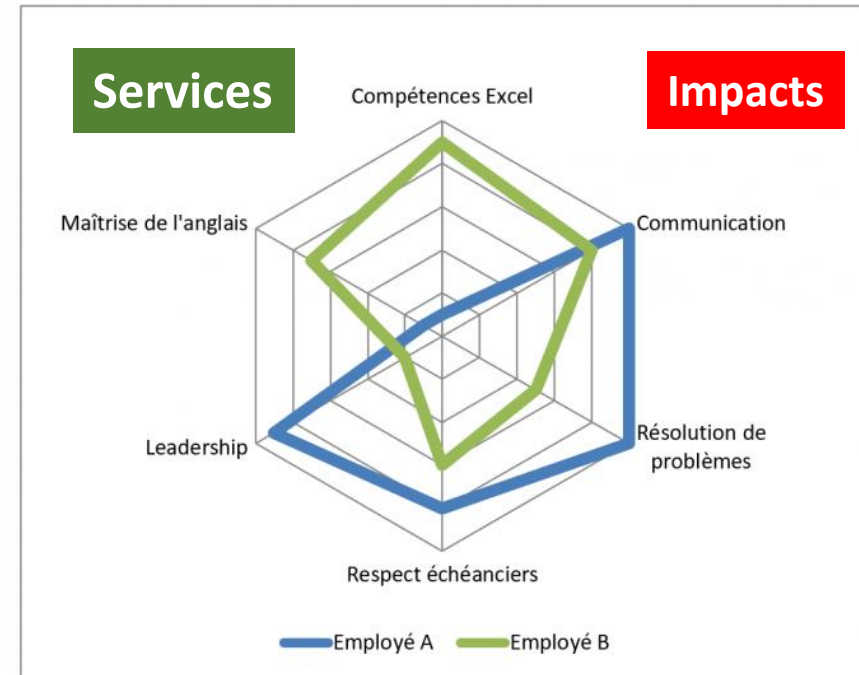 Services
Impacts
Compétences Excel
Maîtrise de l'anglais
Communication
Leadership
Résolution de
problèmes
Respect échéanciers
Employé A
Employé B